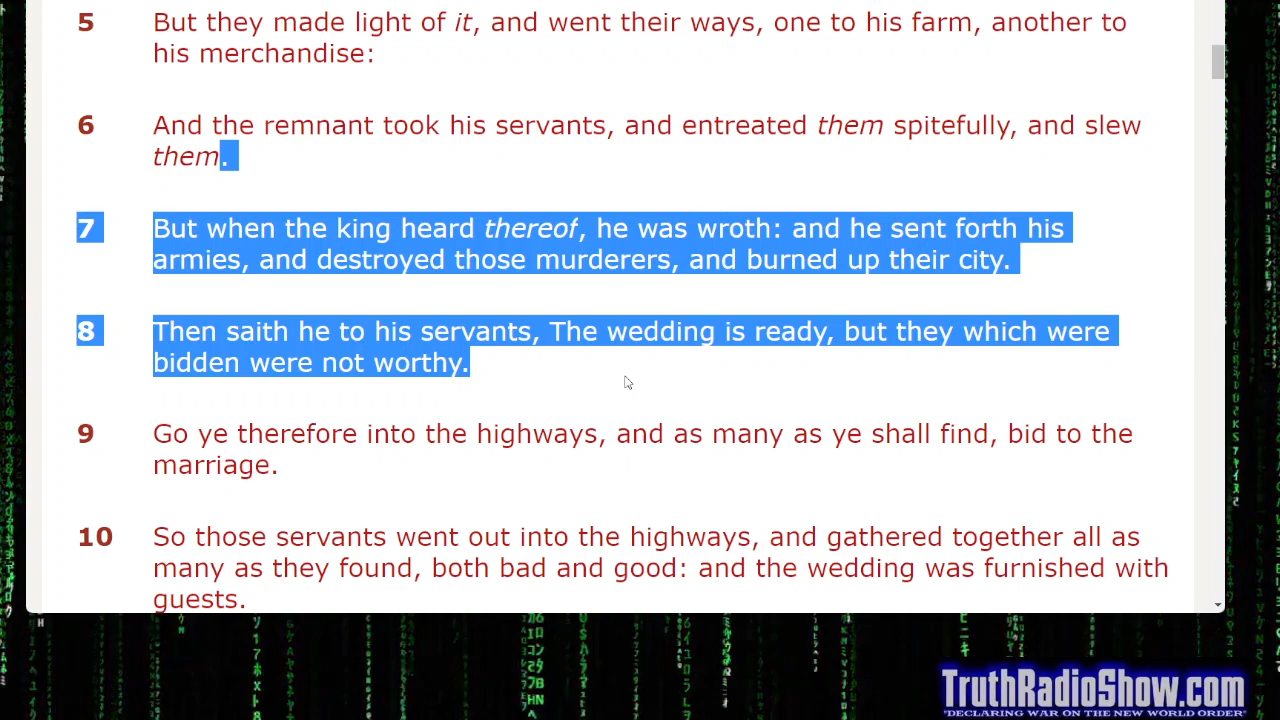 5 But they made light of it, and went their ways, one to his farm, another to
his merchandise:
6 And the remnant took his servants, and entreated them spitefully, and slew
them.
7 But when the king heard thereof, he was wroth: and he sent forth his
armies, and destroyed those murderers, and burned up their city.
8 Then saith he to his servants, The wedding is ready, but they which were
bidden were not worthy.
9 Go ye therefore into the highways, and as many as ye shall find, bid to the
marriage.
10 So those servants went out into the highways, and gathered together all as
many as they found, both bad and good: and the wedding was furnished with
guests.
TruthRadioShow.com
"DECLARING WAR ON THE NEW WORLD ORDER"